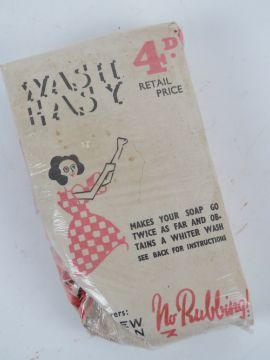 WASH
EASY
4D.
RETAIL
PRICE
MAKES YOUR SOAP GO
TWICE AS FAR AND OB-
TAINS A WHITER WASH
SEE BACK FOR INSTRUCTIONS
No Rubbing!